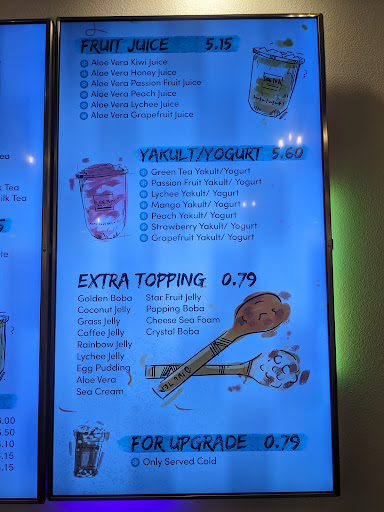 FRUIT JUICE 5.15
Aloe Vera Kiwi Juice
Aloe Vera Honey Juice
Aloe Vera Passion Fruit Juice
Aloe Vera Peach Juice
Aloe Vera Lychee Juice
Aloe Vera Grapefruit Juice
YAKULT/YOGURT 5.60
Green Tea Yakult/ Yogurt
Passion Fruit Yakult/ Yogurt
Lychee Yakult/ Yogurt
Mango Yakult/ Yogurt
Peach Yakult/ Yogurt
Strawberry Yakult/ Yogurt
Grapefruit Yakult/ Yogurt
EXTRA TOPPING 0.79
Golden Boba
Coconut Jelly
Grass Jelly
Coffee Jelly
Rainbow Jelly
Lychee Jelly
Egg Pudding
Aloe Vera
Sea Cream
Star Fruit Jelly
Popping Boba
Cheese Sea Foam
Crystal Boba
FOR UPGRADE 0.79
Only Served Cold
Tea